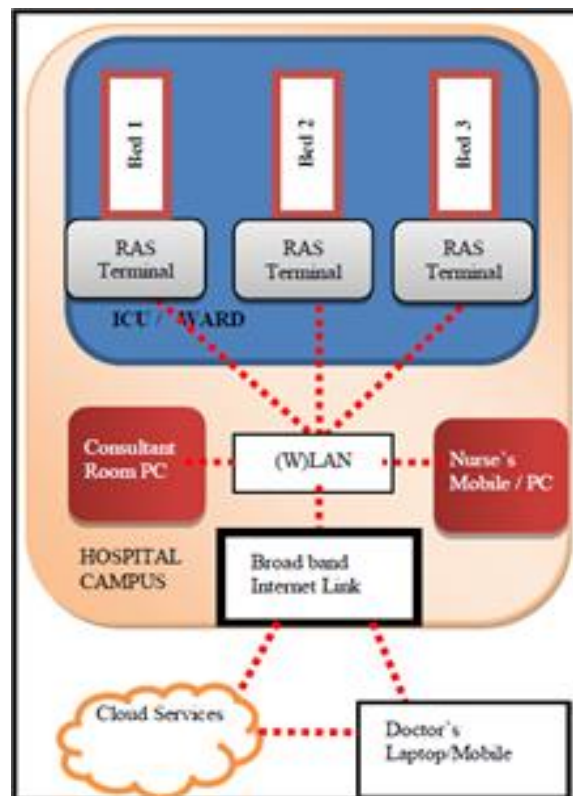 Bed 1
Bed 2
Bed 3
RAS
Terminal
RAS
Terminal
RAS
Terminal
ICU / WARD
Consultant
Room PC
(W)LAN
Nurse`s
Mobile / PC
HOSPITAL
CAMPUS
Broad band
Internet Link
Cloud Services
Doctor`s
Laptop/Mobile